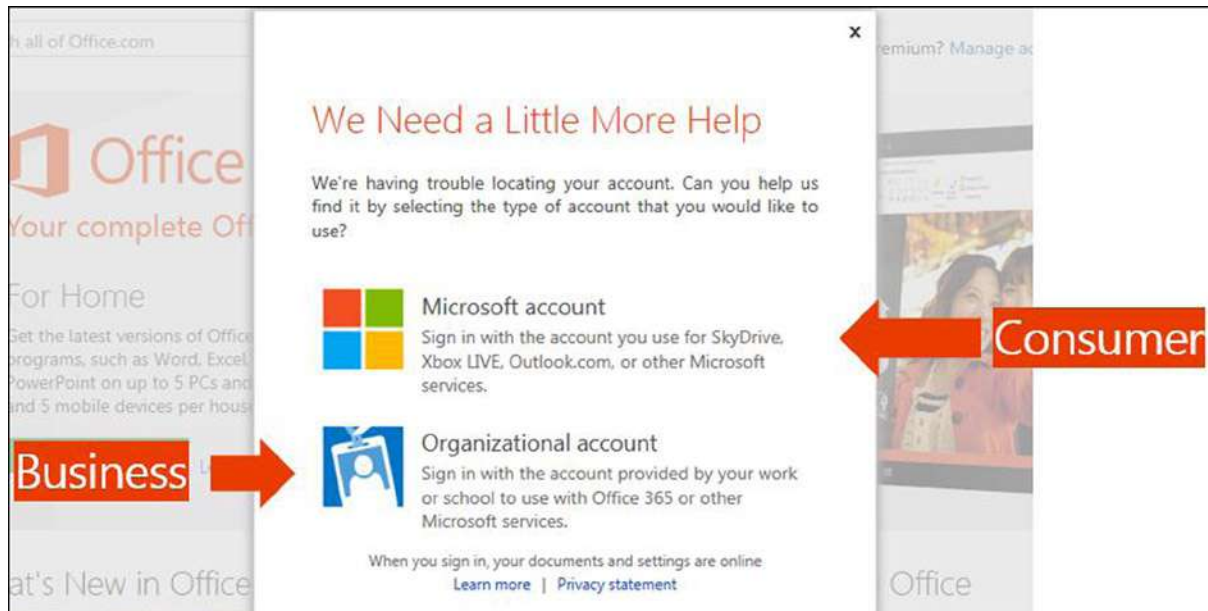 h all of Office.com
x
emium? Manage ac
We Need a Little More Help
Office
We're having trouble locating your account. Can you help us
find it by selecting the type of account that you would like to
use?
Your complete Off
For Home
Get the latest versions of Office
programs, such as Word, Excel,
PowerPoint on up to 5 PCs and
and 5 mobile devices per hous
Microsoft account
Sign in with the account you use for SkyDrive,
Xbox LIVE, Outlook.com, or other Microsoft
services.
Consumer
Business
Organizational account
Sign in with the account provided by your work
or school to use with Office 365 or other
Microsoft services.
When you sign in, your documents and settings are online
Learn more | Privacy statement
at's New in Office
Office